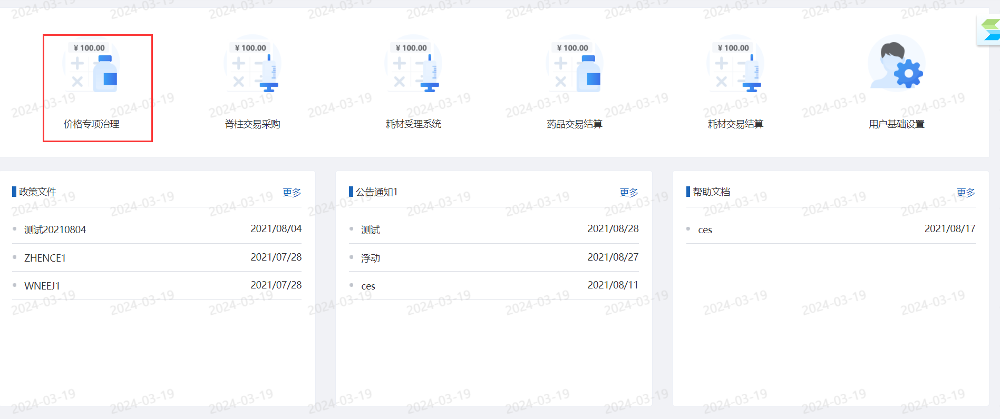 ¥ 100.00 ¥ 100.00 ¥ 100.00 ¥ 100.00 ¥ 100.00
价格专项治理 脊柱交易采购 耗材受理系统 药品交易结算 耗材交易结算 用户基础设置
政策文件 更多
测试20210804 2021/08/04
ZHENCE1 2021/07/28
WNEEJ1 2021/07/28
公告通知1 更多
测试 2021/08/28
浮动 2021/08/27
ces 2021/08/11
帮助文档 更多
ces 2021/08/17
2024-03-19